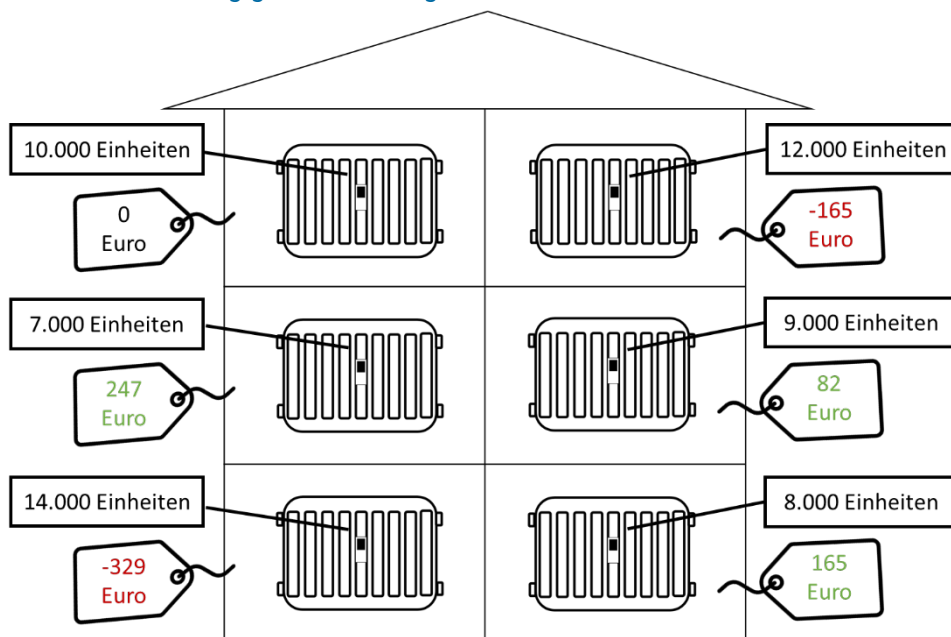 10.000 Einheiten
12.000 Einheiten
0
Euro
-165
Euro
7.000 Einheiten
9.000 Einheiten
247
Euro
82
Euro
14.000 Einheiten
8.000 Einheiten
-329
Euro
165
Euro